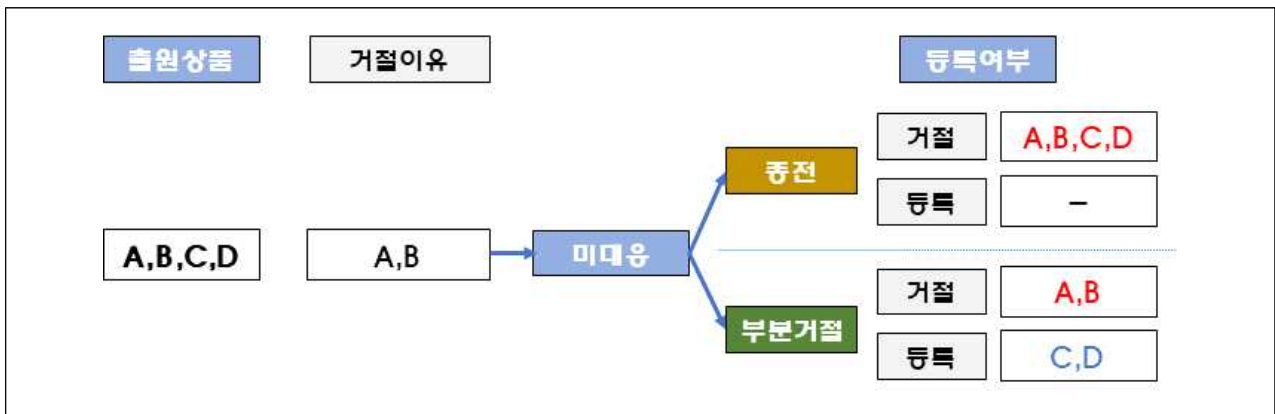 출원상품 거절이유 등록여부
거절 A,B,C,D
종전
등록 –
A,B,C,D A,B 미대응
거절 A,B
부분거절
등록 C,D